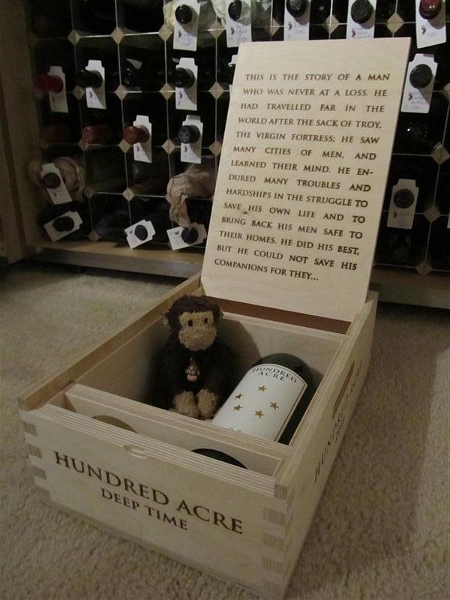 THIS IS THE STORY OF A MAN
WHO WAS NEVER AT A LOSS. HE
HAD TRAVELLED FAR IN THE
WORLD AFTER THE SACK OF TROY,
THE VIRGIN FORTRESS; HE SAW
MANY CITIES OF MEN, AND
LEARNED THEIR MIND. HE EN-
DURED MANY TROUBLES AND
HARDSHIPS IN THE STRUGGLE TO
SAVE HIS OWN LIFE AND TO
BRING BACK HIS MEN SAFE TO
THEIR HOMES. HE DID HIS BEST,
BUT HE COULD NOT SAVE HIS
COMPANIONS FOR THEY...
HUNDRED
ACRE
HUNDRED ACRE
DEEP TIME